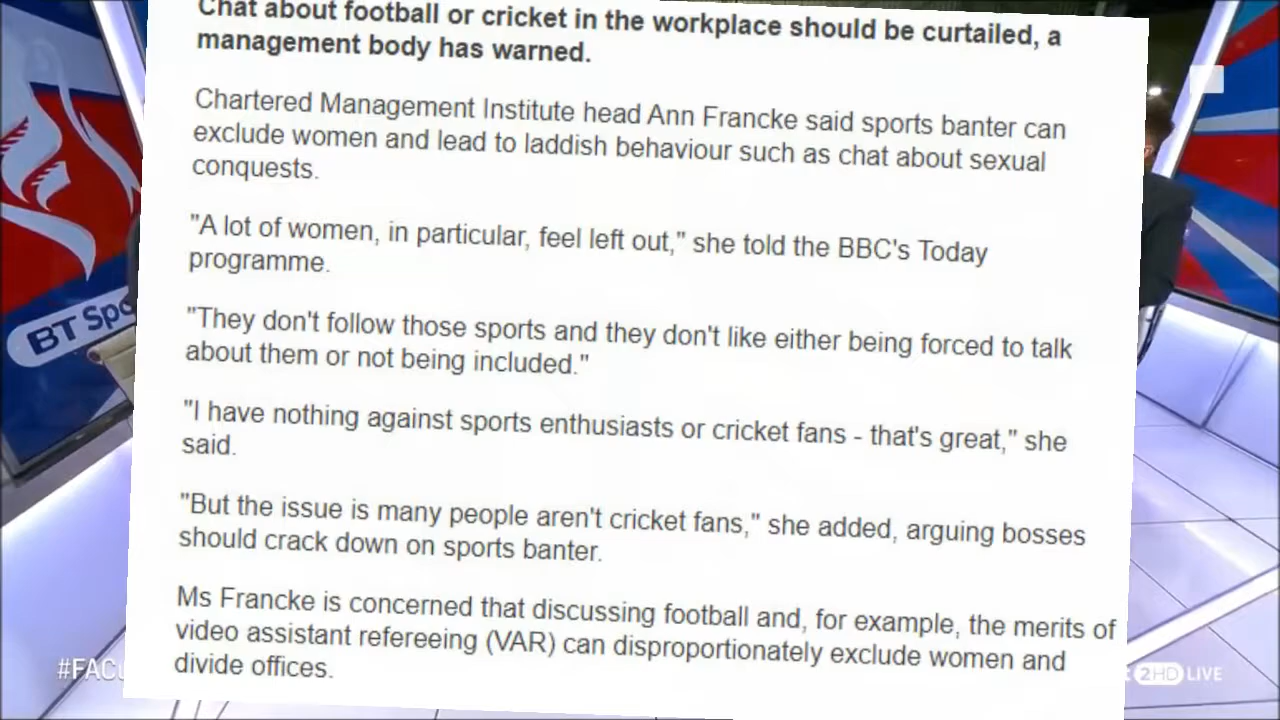 Chat about football or cricket in the workplace should be curtailed, a
management body has warned.
Chartered Management Institute head Ann Francke said sports banter can
exclude women and lead to laddish behaviour such as chat about sexual
conquests.
"A lot of women, in particular, feel left out," she told the BBC's Today
programme.
"They don't follow those sports and they don't like either being forced to talk
about them or not being included."
"I have nothing against sports enthusiasts or cricket fans - that's great," she
said.
"But the issue is many people aren't cricket fans," she added, arguing bosses
should crack down on sports banter.
Ms Francke is concerned that discussing football and, for example, the merits of
video assistant refereeing (VAR) can disproportionately exclude women and
divide offices.
BT Spo
#FACu
t 2HD LIVE